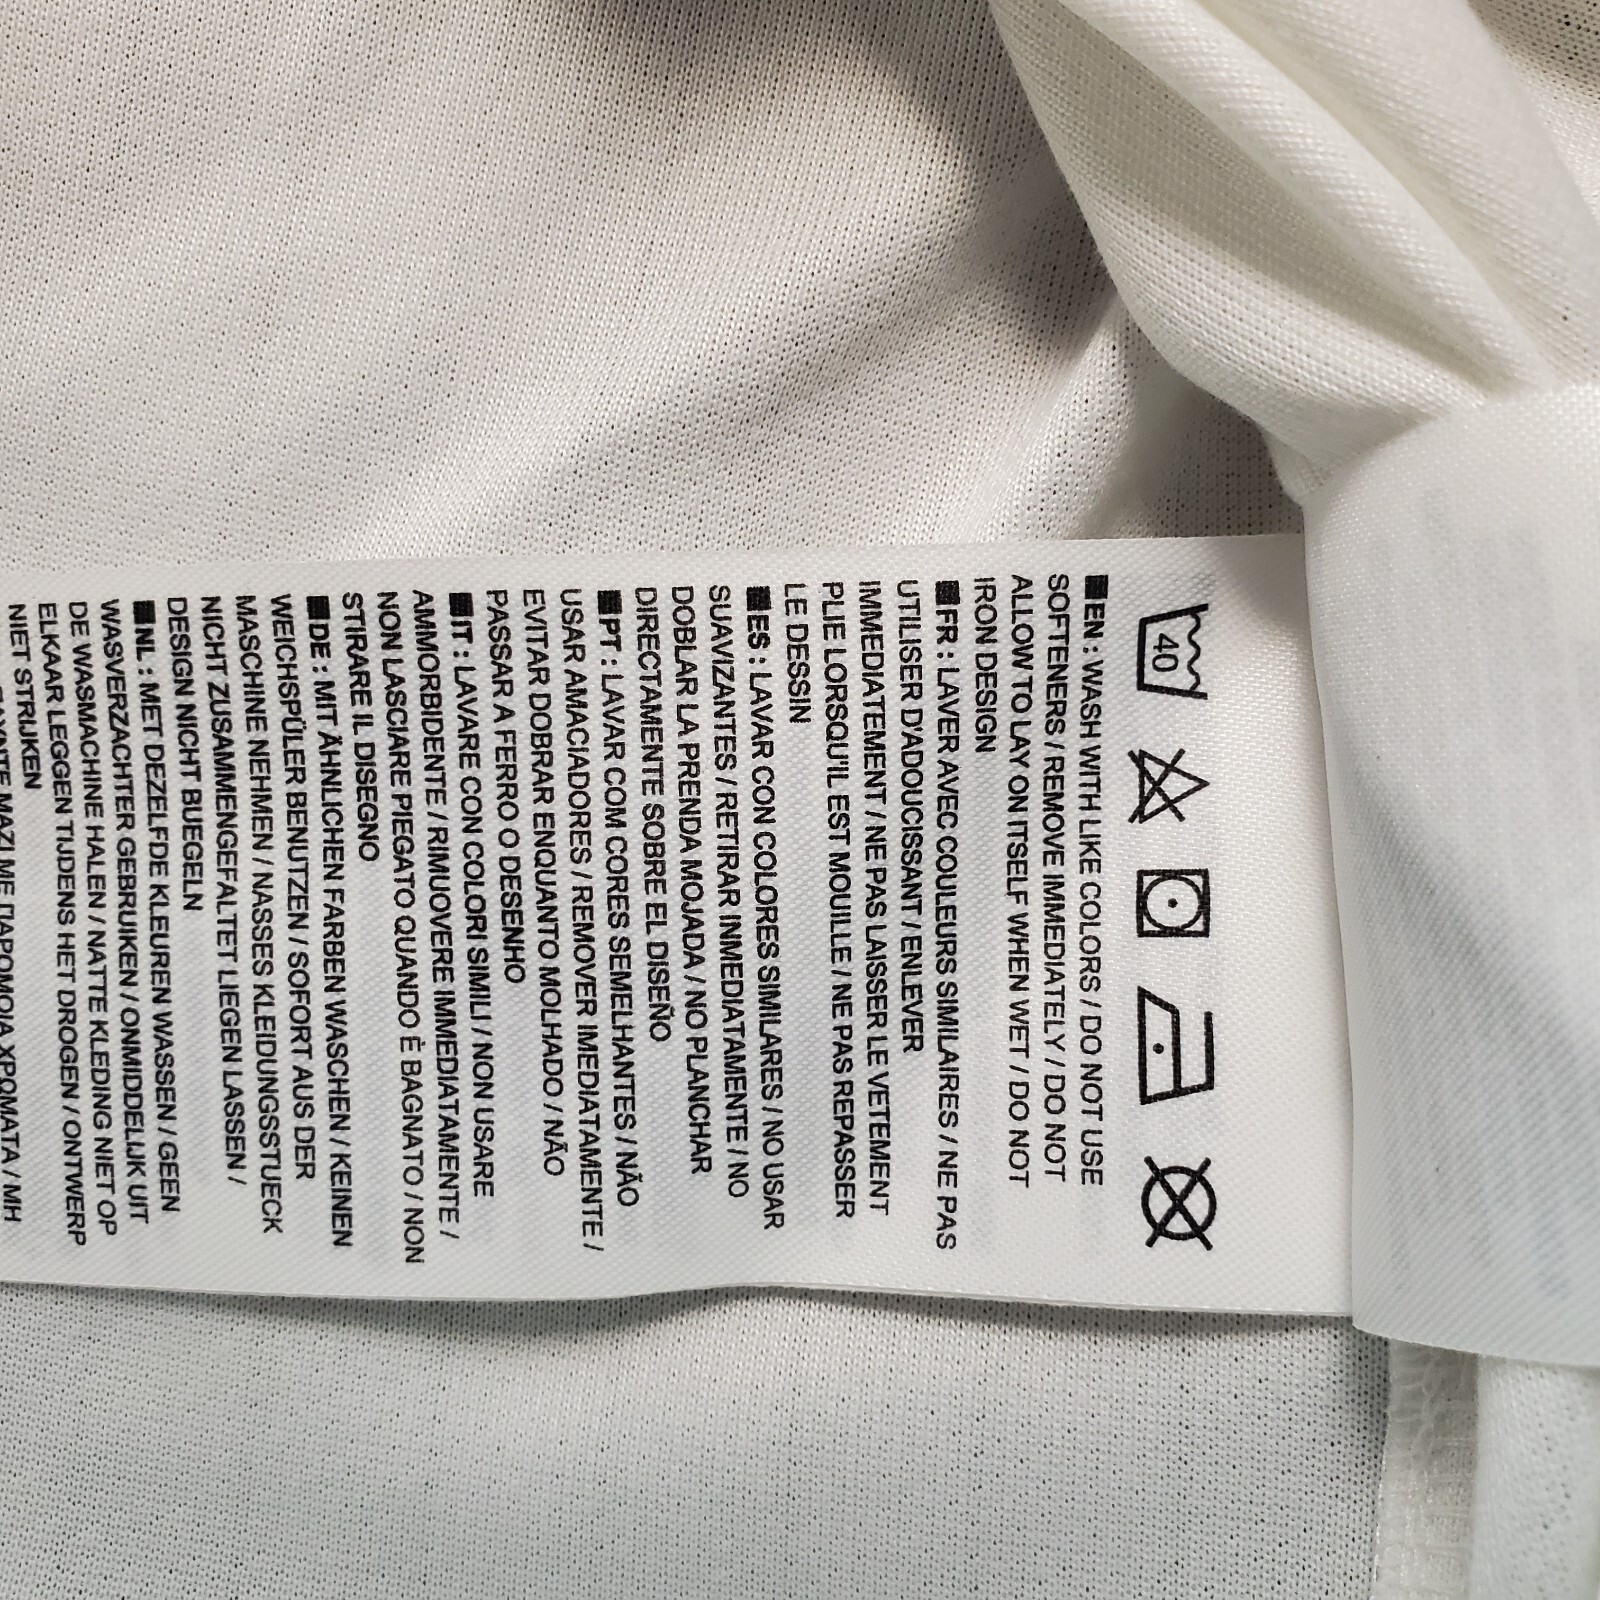 40
EN : WASH WITH LIKE COLORS / DO NOT USE
SOFTENERS / REMOVE IMMEDIATELY / DO NOT
ALLOW TO LAY ON ITSELF WHEN WET / DO NOT
IRON DESIGN
FR : LAVER AVEC COULEURS SIMILAIRES / NE PAS
UTILISER D'ADOUCISSANT / ENLEVER
IMMEDIATEMENT / NE PAS LAISSER LE VETEMENT
PLIE LORSQU'IL EST MOUILLE / NE PAS REPASSER
LE DESSIN
ES : LAVAR CON COLORES SIMILARES / NO USAR
SUAVIZANTES / RETIRAR INMEDIATAMENTE / NO
DOBLAR LA PRENDA MOJADA / NO PLANCHAR
DIRECTAMENTE SOBRE EL DISEÑO
PT : LAVAR COM CORES SEMELHANTES / NÃO
USAR AMACIADORES / REMOVER IMEDIATAMENTE /
EVITAR DOBRAR ENQUANTO MOLHADO / NÃO
PASSAR A FERRO O DESENHO
IT : LAVARE CON COLORI SIMILI / NON USARE
AMMORBIDENTE / RIMUOVERE IMMEDIATAMENTE /
NON LASCIARE PIEGATO QUANDO È BAGNATO / NON
STIRARE IL DISEGNO
DE : MIT ÄHNLICHEN FARBEN WASCHEN / KEINEN
WEICHSPÜLER BENUTZEN / SOFORT AUS DER
MASCHINE NEHMEN / NASSES KLEIDUNGSSTUECK
NICHT ZUSAMMENGEFALTET LIEGEN LASSEN /
DESIGN NICHT BUEGELN
NL : MET DEZELFDE KLEUREN WASSEN / GEEN
WASVERZACHTER GEBRUIKEN / ONMIDDELIJK UIT
DE WASMACHINE HALEN / NATTE KLEDING NIET OP
ELKAAR LEGGEN TIJDENS HET DROGEN / ONTWERP
NIET STRIJKEN
ΜΑΖΙ ΜΕ ΠΑΡΟΜΟΙΑ ΧΡΩΜΑΤΑ / ΜΗ